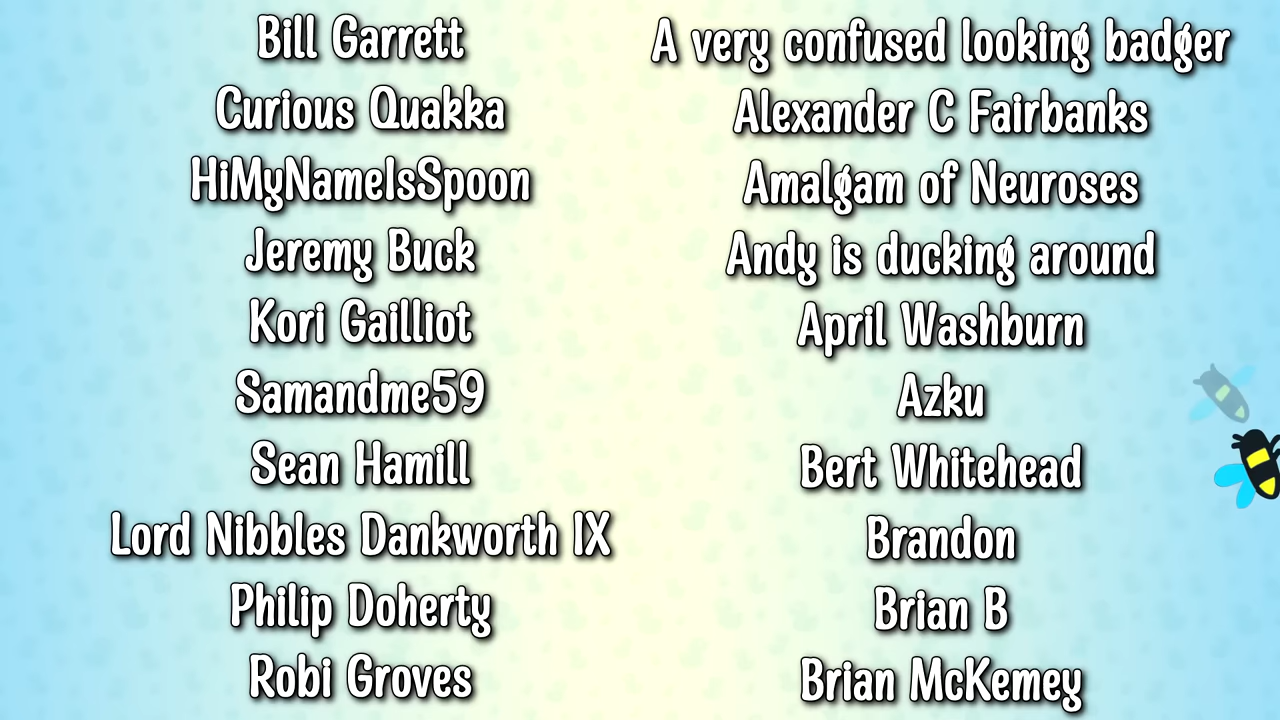 Bill Garrett
Curious Quakka
HiMyNameIsSpoon
Jeremy Buck
Kori Gailliot
Samandme59
Sean Hamill
Lord Nibbles Dankworth IX
Philip Doherty
Robi Groves
A very confused looking badger
Alexander C Fairbanks
Amalgam of Neuroses
Andy is ducking around
April Washburn
Azku
Bert Whitehead
Brandon
Brian B
Brian McKemey